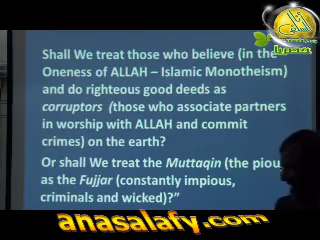 Shall We treat those who believe (in the
Oneness of ALLAH – Islamic Monotheism)
and do righteous good deeds as
corruptors (those who associate partners
in worship with ALLAH and commit
crimes) on the earth?
Or shall We treat the Muttaqin (the piou
as the Fujjar (constantly impious,
criminals and wicked)?”
anasalafy.com